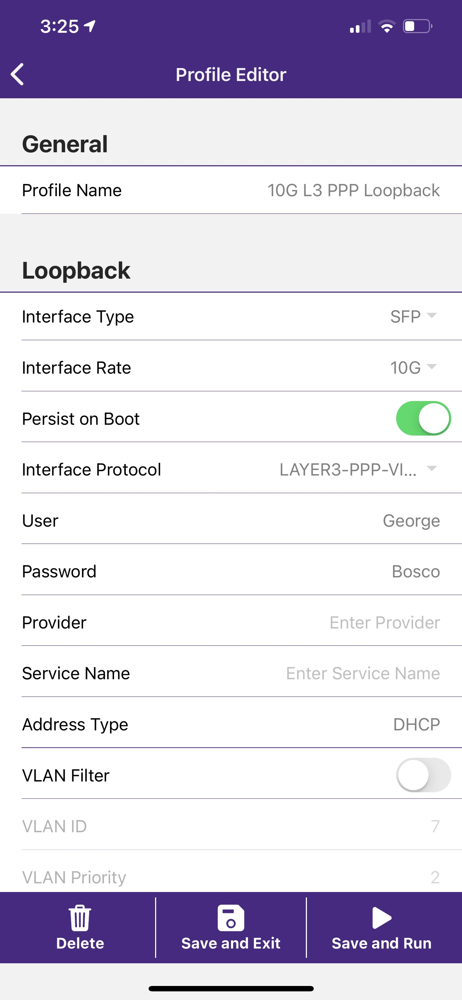 3:25
Profile Editor
General
Profile Name 10G L3 PPP Loopback
Loopback
Interface Type SFP
Interface Rate 10G
Persist on Boot
Interface Protocol LAYER3-PPP-VI...
User George
Password Bosco
Provider Enter Provider
Service Name Enter Service Name
Address Type DHCP
VLAN Filter
VLAN ID 7
VLAN Priority 2
Delete Save and Exit Save and Run